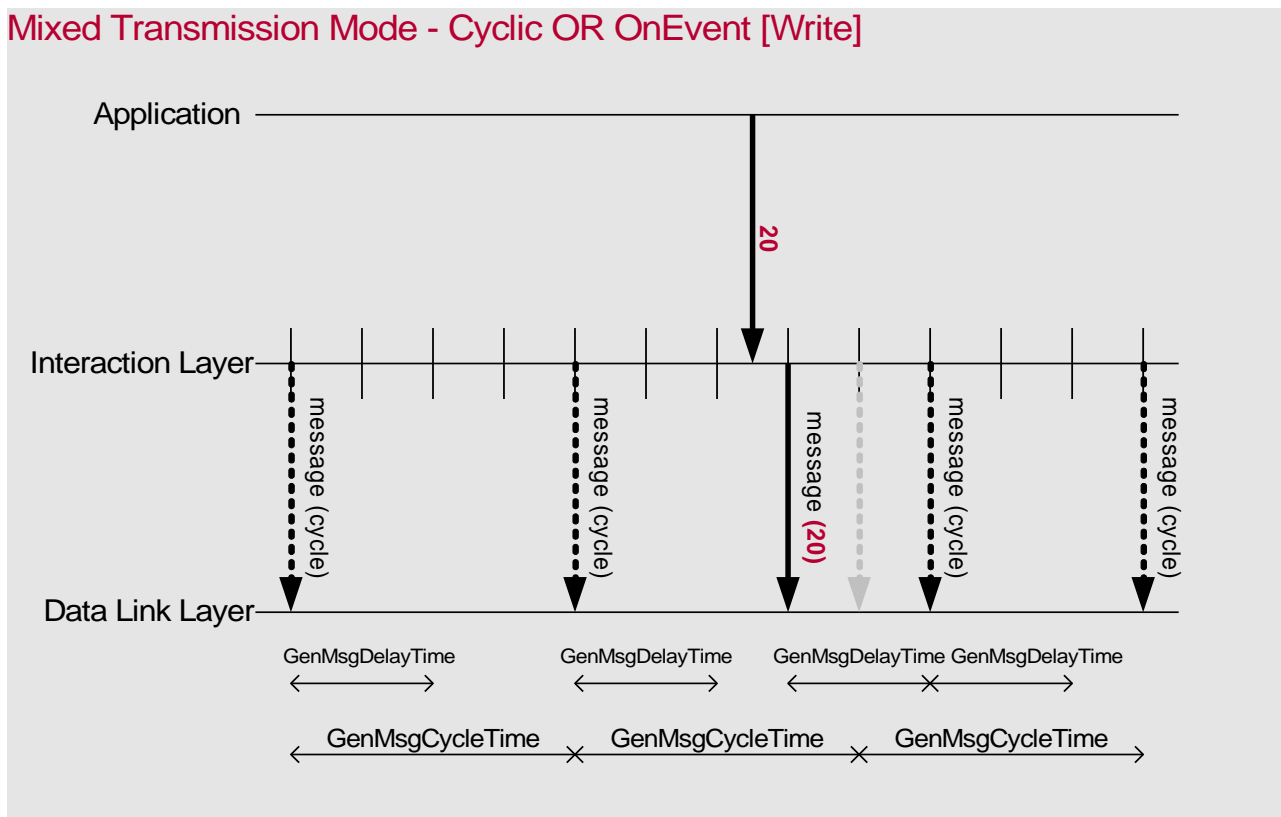 Mixed Transmission Mode - Cyclic OR OnEvent [Write]
Application
20
Interaction Layer
message (cycle)
message (cycle)
message (20)
message (cycle)
message (cycle)
Data Link Layer
GenMsgDelayTime GenMsgDelayTime GenMsgDelayTime GenMsgDelayTime
GenMsgCycleTime GenMsgCycleTime GenMsgCycleTime